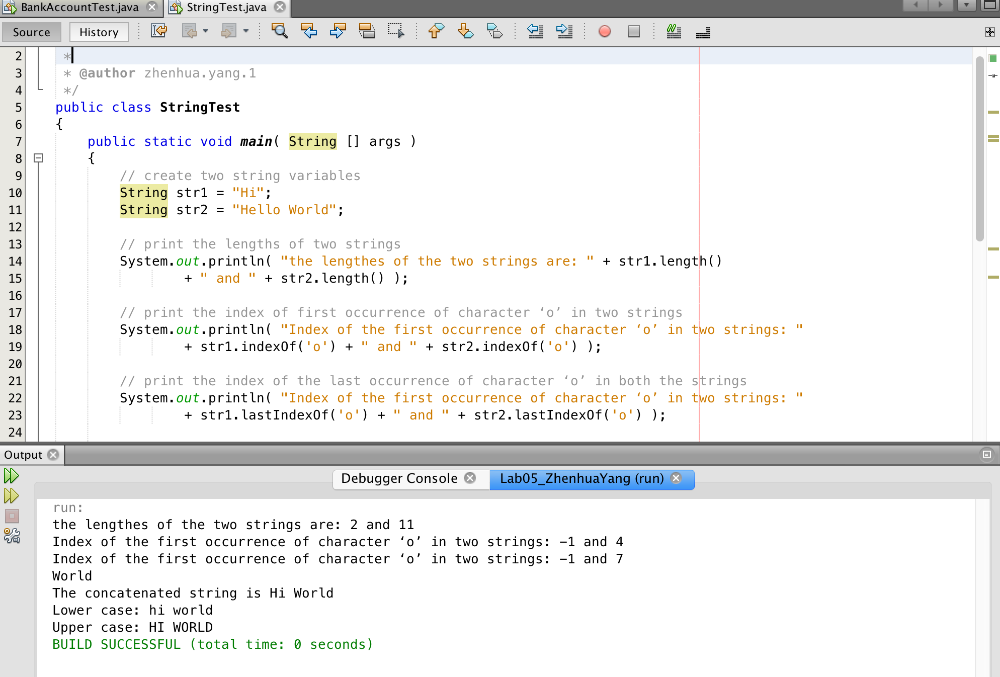 BankAccountTest.java StringTest.java
Source History
2 *
3 * @author zhenhua.yang.1
4 */
5 public class StringTest
6 {
7 public static void main( String [] args )
8 {
9 // create two string variables
10 String str1 = "Hi";
11 String str2 = "Hello World";
12
13 // print the lengths of two strings
14 System.out.println( "the lengthes of the two strings are: " + str1.length()
15 + " and " + str2.length() );
16
17 // print the index of first occurrence of character ‘o’ in two strings
18 System.out.println( "Index of the first occurrence of character ‘o’ in two strings: "
19 + str1.indexOf('o') + " and " + str2.indexOf('o') );
20
21 // print the index of the last occurrence of character ‘o’ in both the strings
22 System.out.println( "Index of the first occurrence of character ‘o’ in two strings: "
23 + str1.lastIndexOf('o') + " and " + str2.lastIndexOf('o') );
24
Output
Debugger Console Lab05_ZhenhuaYang (run)
run:
the lengthes of the two strings are: 2 and 11
Index of the first occurrence of character ‘o’ in two strings: -1 and 4
Index of the first occurrence of character ‘o’ in two strings: -1 and 7
World
The concatenated string is Hi World
Lower case: hi world
Upper case: HI WORLD
BUILD SUCCESSFUL (total time: 0 seconds)